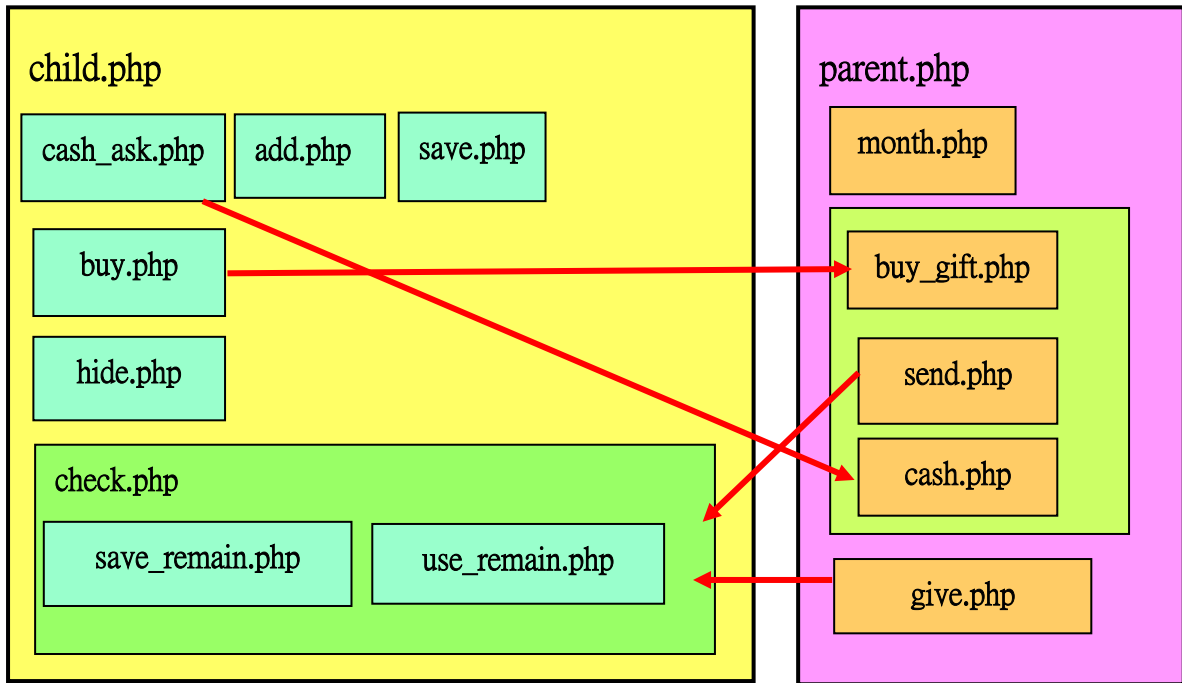 child.php
cash_ask.php
add.php
save.php
buy.php
hide.php
check.php
save_remain.php
use_remain.php
parent.php
month.php
buy_gift.php
send.php
cash.php
give.php